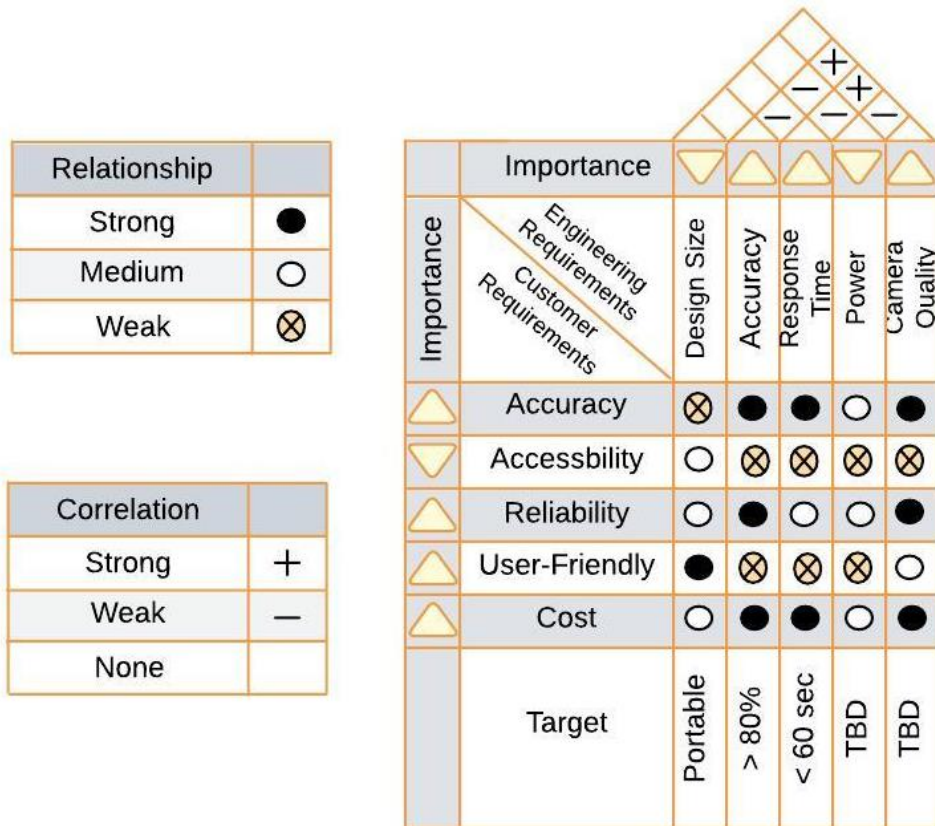 Relationship
Strong
Medium
Weak
Correlation
Strong +
Weak −
None
+
− +
− − −
Importance
Importance
Engineering
Requirements
Customer
Requirements
Design Size
Accuracy
Response
Time
Power
Camera
Quality
Accuracy
Accessbility
Reliability
User-Friendly
Cost
Target
Portable
> 80%
< 60 sec
TBD
TBD